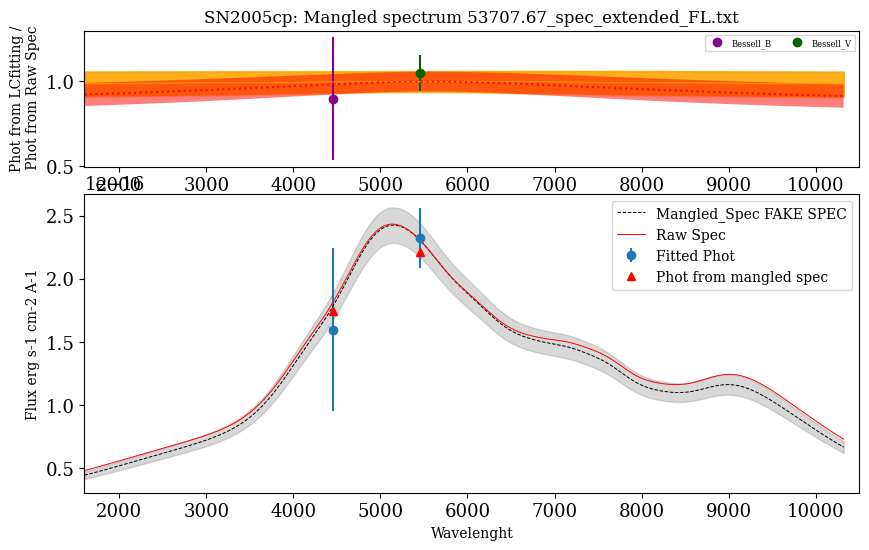 SN2005cp: Mangled spectrum 53707.67_spec_extended_FL.txt
Phot from LCfitting /
Phot from Raw Spec
1.0
0.5
Bessell_B
Bessell_V
2000 3000 4000 5000 6000 7000 8000 9000 10000
1e−16
2.5
2.0
1.5
1.0
0.5
Flux erg s-1 cm-2 A-1
Mangled_Spec FAKE SPEC
Raw Spec
Fitted Phot
Phot from mangled spec
2000 3000 4000 5000 6000 7000 8000 9000 10000
Wavelenght